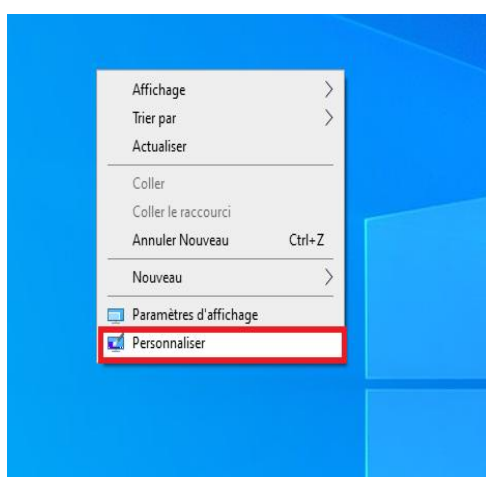 Affichage
Trier par
Actualiser
Coller
Coller le raccourci
Annuler Nouveau Ctrl+Z
Nouveau
Paramètres d'affichage
Personnaliser